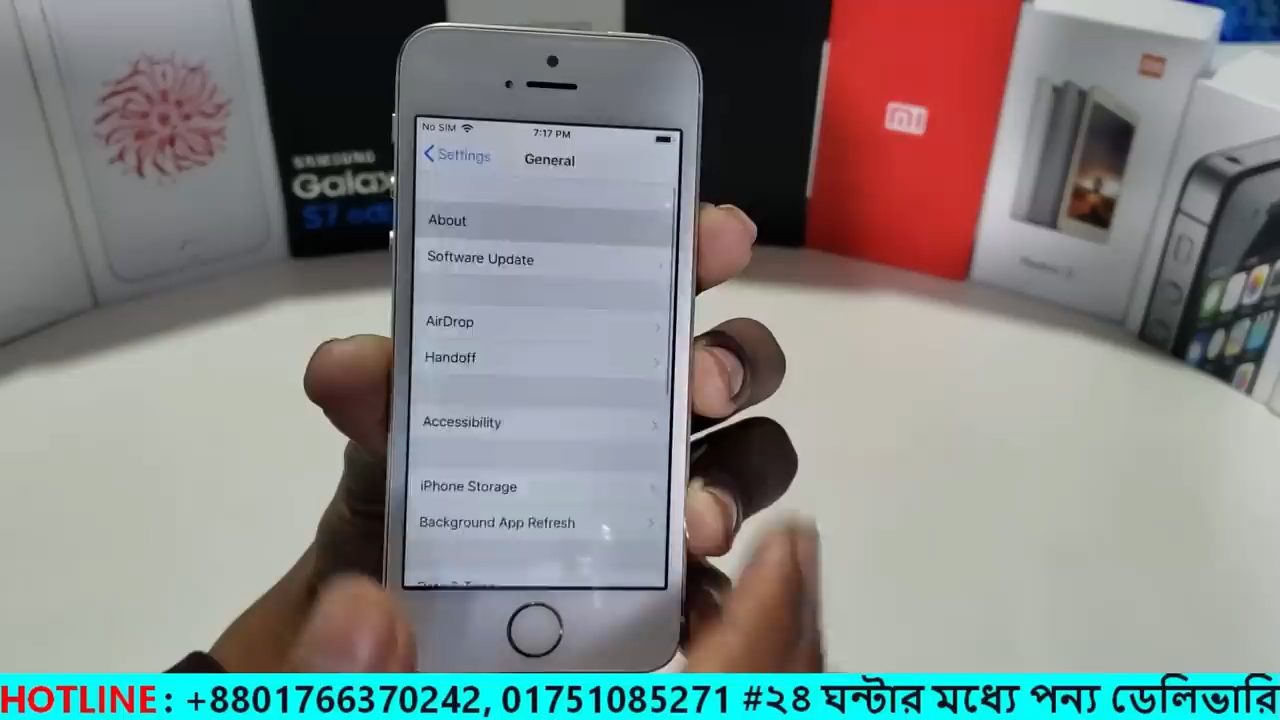 SAMSUNG
Galax
S7 ed
mi
No SIM
7:17 PM
Settings
General
About
Software Update
AirDrop
Handoff
Accessibility
iPhone Storage
Background App Refresh
HOTLINE : +8801766370242, 01751085271 #২৪ ঘন্টার মধ্যে পন্য ডেলিভারি